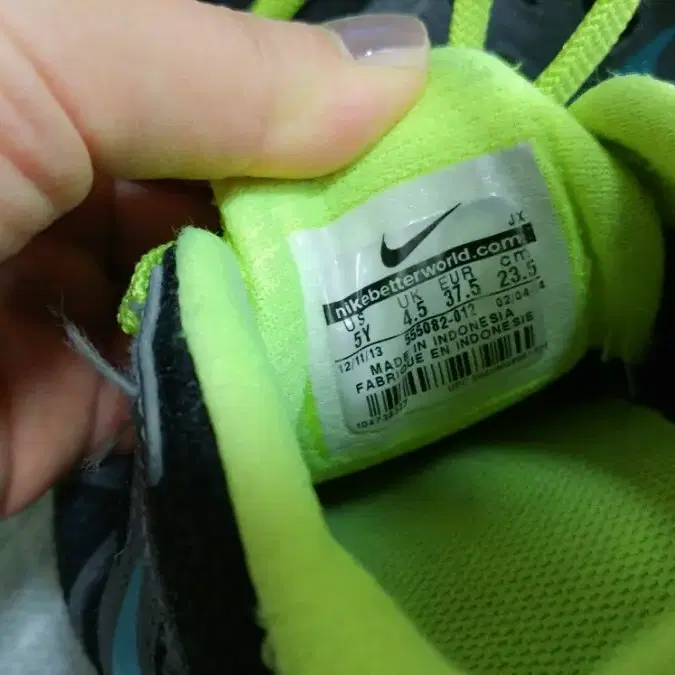 JX
nikebetterworld.com
US UK EUR cm
5Y 4.5 37.5 23.5
12/11/13 555082-012 02/04/14
MADE IN INDONESIA
FABRIQUE EN INDONESIE